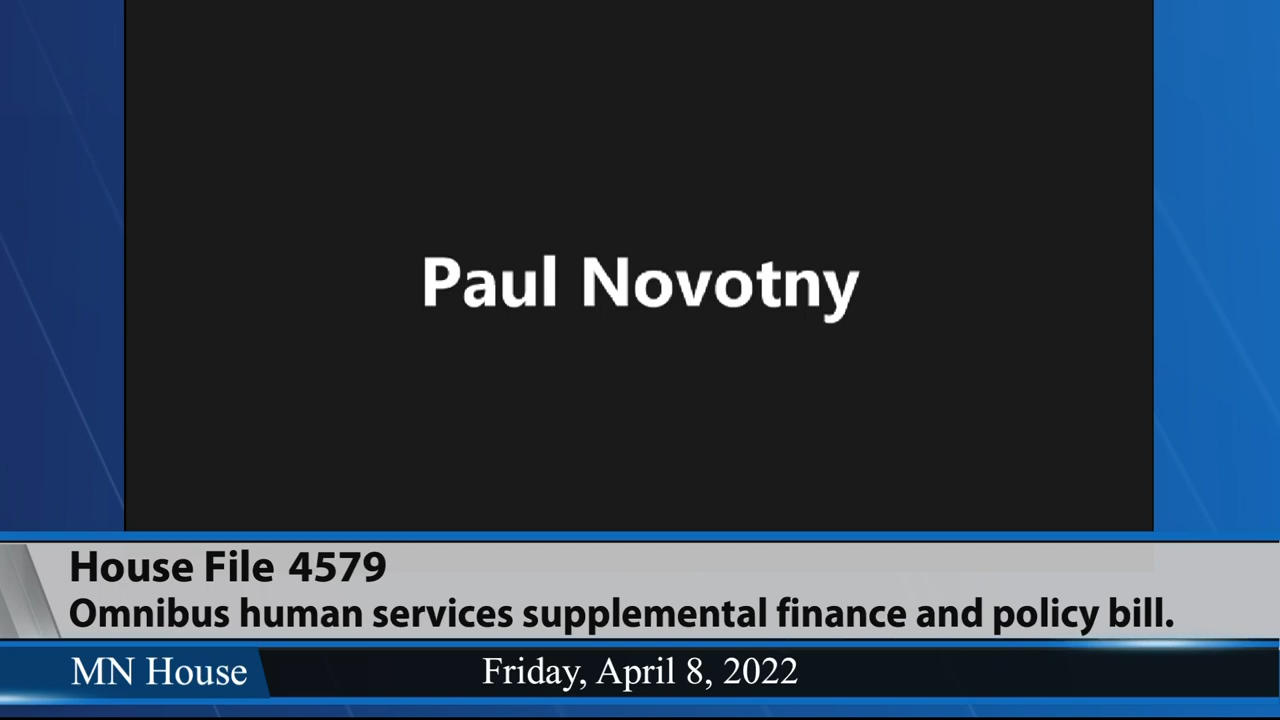 Paul Novotny
House File 4579
Omnibus human services supplemental finance and policy bill.
MN House
Friday, April 8, 2022